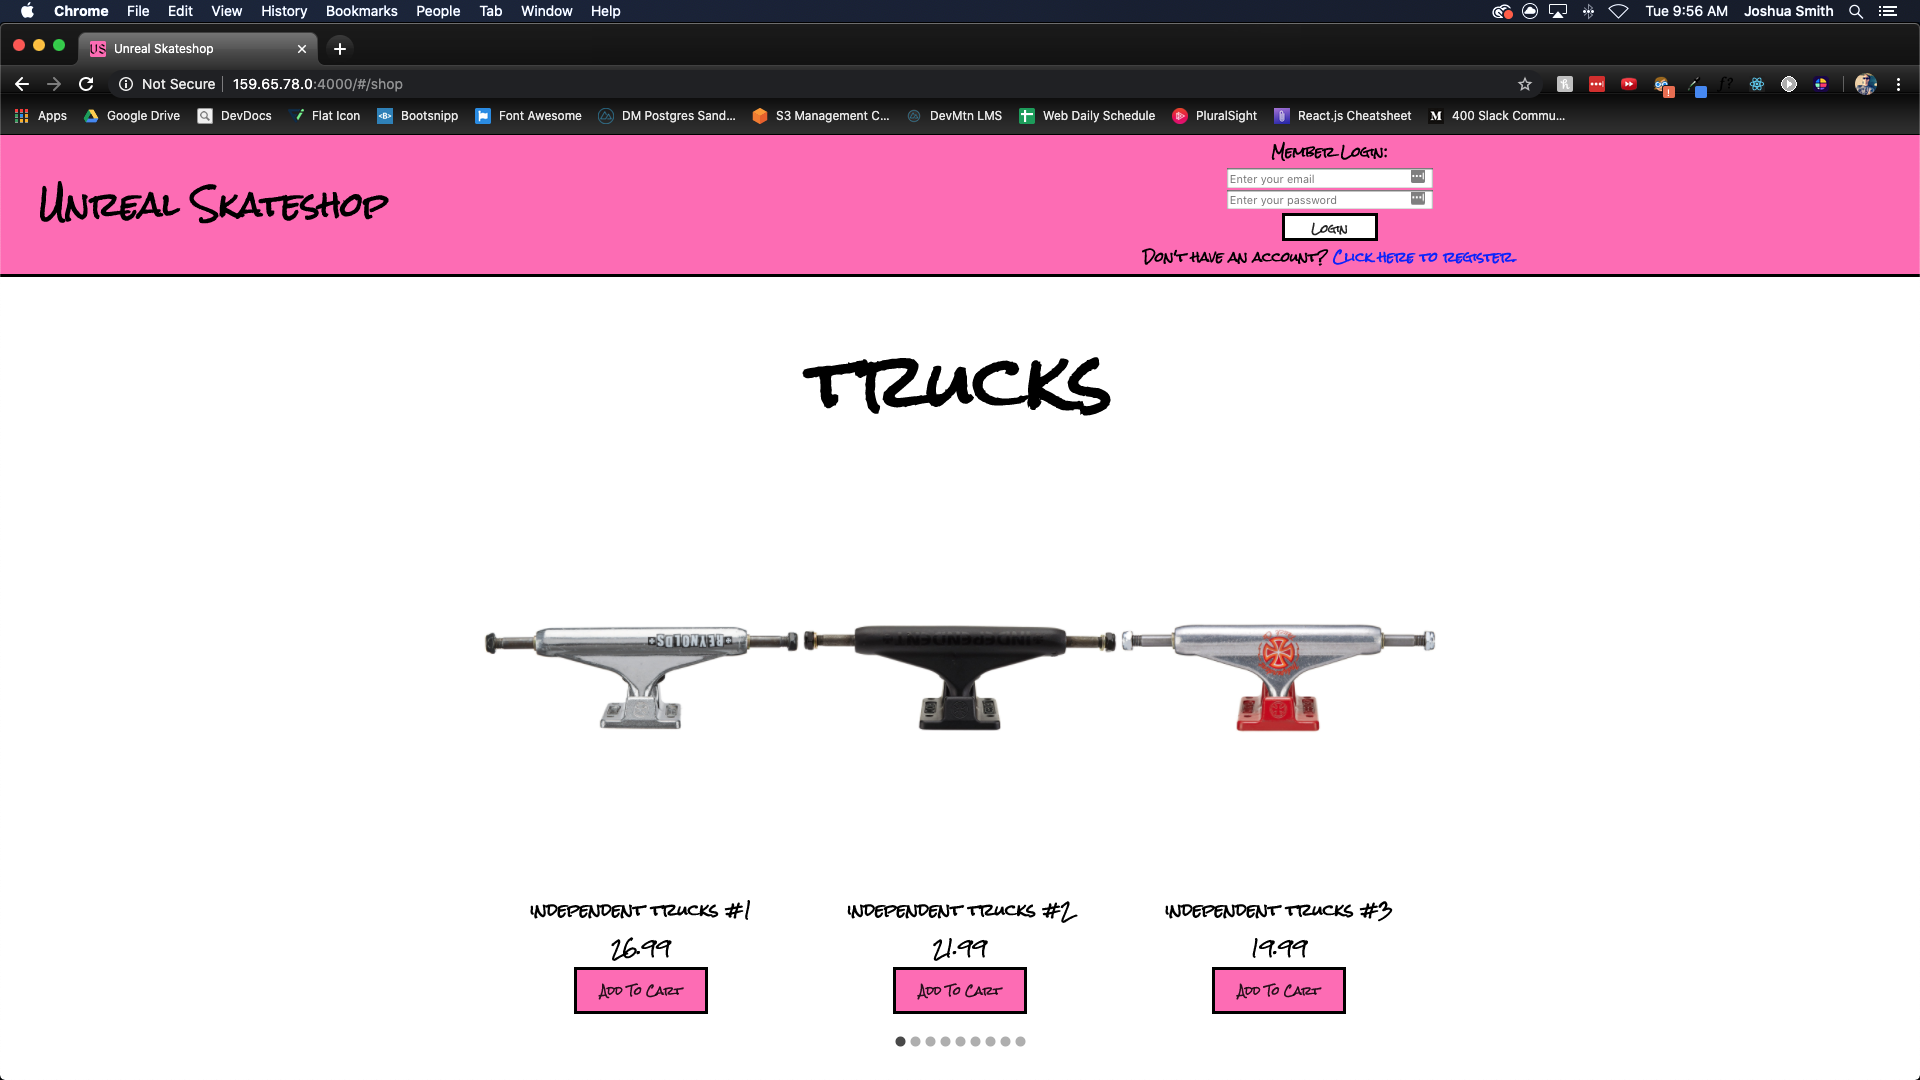 Chrome File Edit View History Bookmarks People Tab Window Help Tue 9:56 AM Joshua Smith
US Unreal Skateshop
Not Secure 159.65.78.0:4000/#/shop
Apps Google Drive DevDocs Flat Icon Bootsnipp Font Awesome DM Postgres Sand... S3 Management C... DevMtn LMS Web Daily Schedule PluralSight React.js Cheatsheet M 400 Slack Commu...
Member Login:
Unreal Skateshop
Enter your email
Enter your password
Login
Don't have an account? Click here to register.
TRUCKS
REYNOLDS INDEPENDENT
Independent Trucks #1 Independent Trucks #2 Independent Trucks #3
26.99 21.99 19.99
Add To Cart Add To Cart Add To Cart